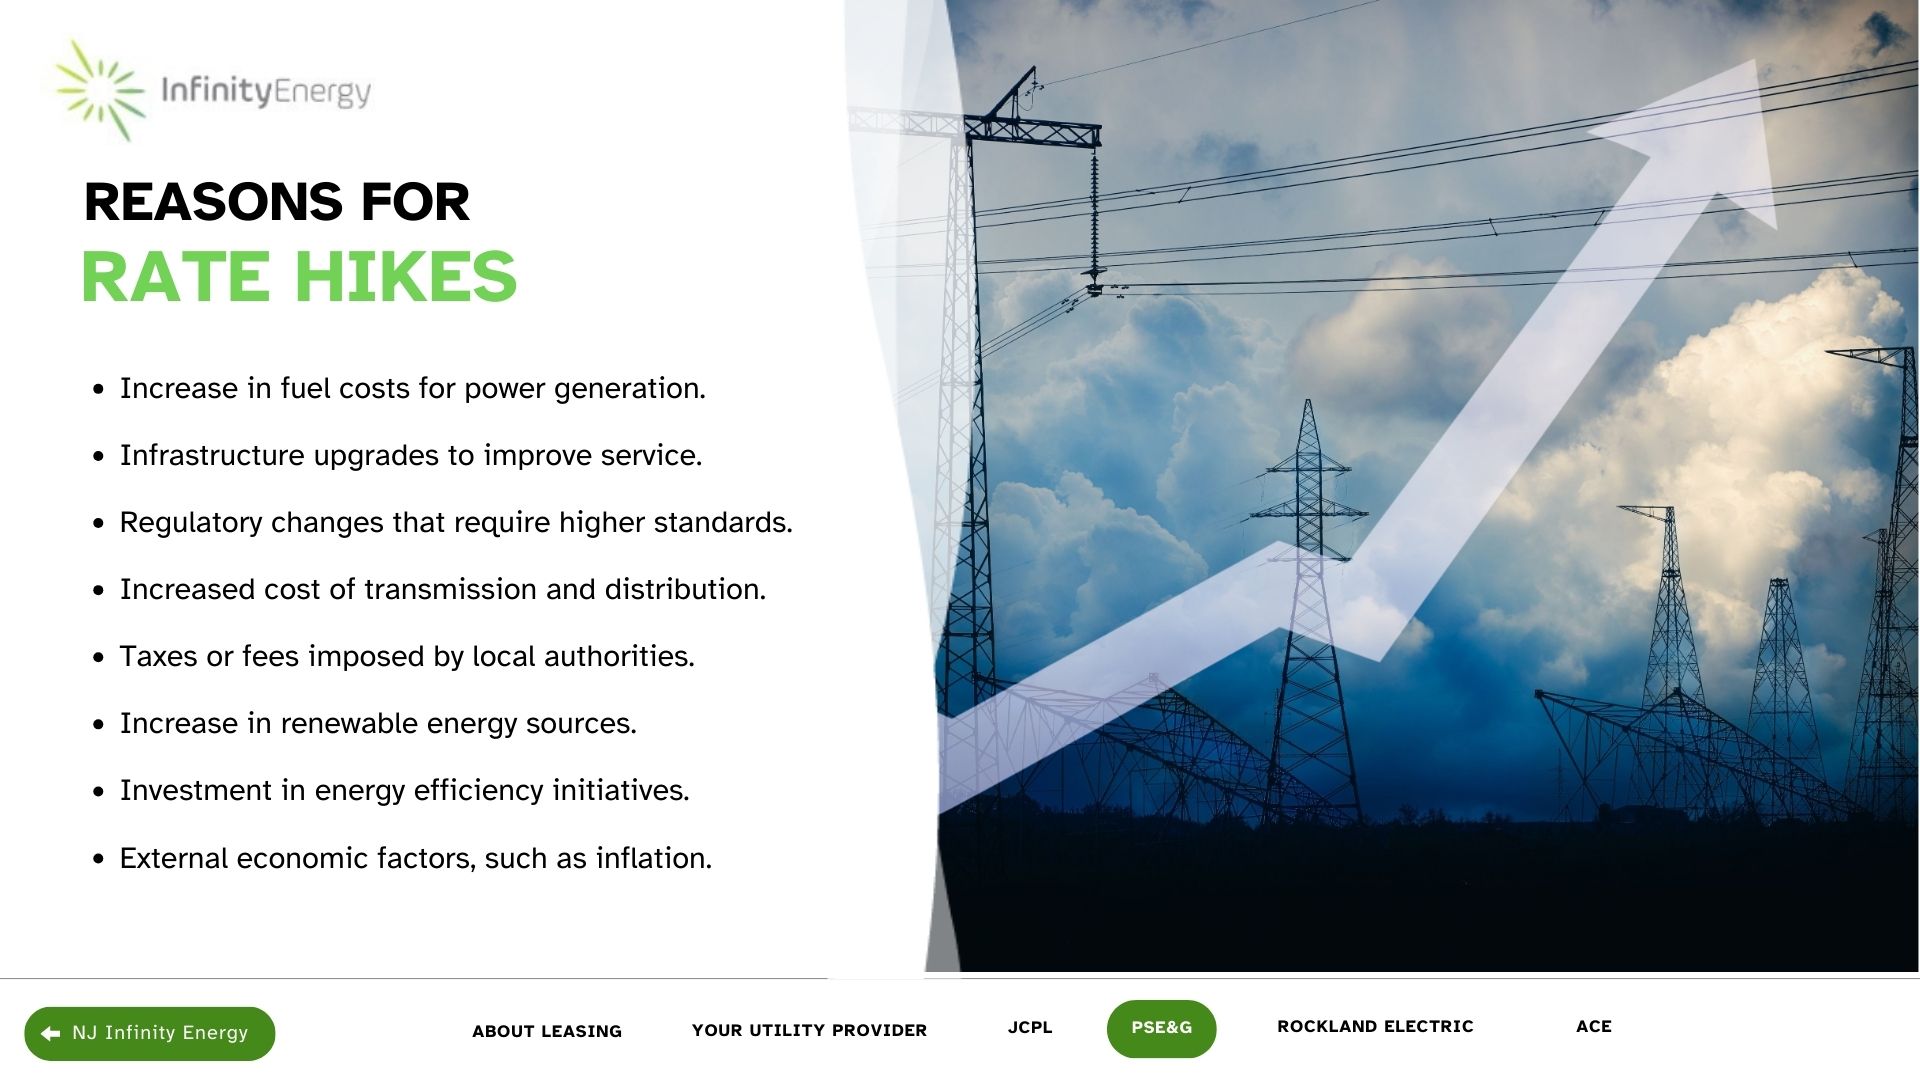 InfinityEnergy
REASONS FOR
RATE HIKES
Increase in fuel costs for power generation.
Infrastructure upgrades to improve service.
Regulatory changes that require higher standards.
Increased cost of transmission and distribution.
Taxes or fees imposed by local authorities.
Increase in renewable energy sources.
Investment in energy efficiency initiatives.
External economic factors, such as inflation.
NJ Infinity Energy
ABOUT LEASING
YOUR UTILITY PROVIDER
JCPL
PSE&G
ROCKLAND ELECTRIC
ACE